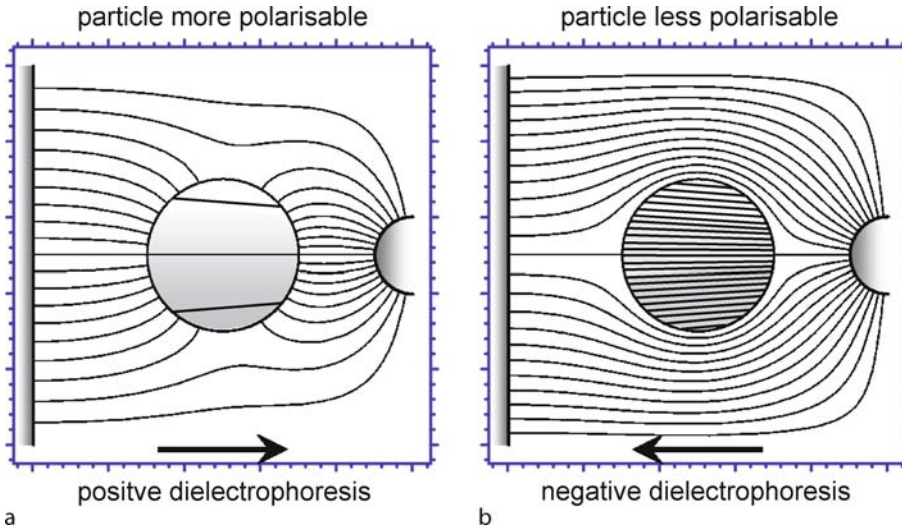 particle more polarisable
particle less polarisable
positve dielectrophoresis
negative dielectrophoresis
a
b